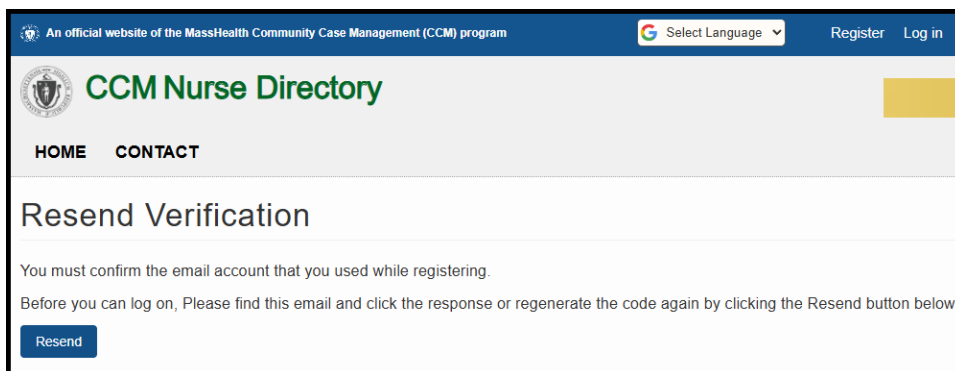 An official website of the MassHealth Community Case Management (CCM) program
Select Language
Register Log in
CCM Nurse Directory
HOME CONTACT
Resend Verification
You must confirm the email account that you used while registering.
Before you can log on, Please find this email and click the response or regenerate the code again by clicking the Resend button below
Resend